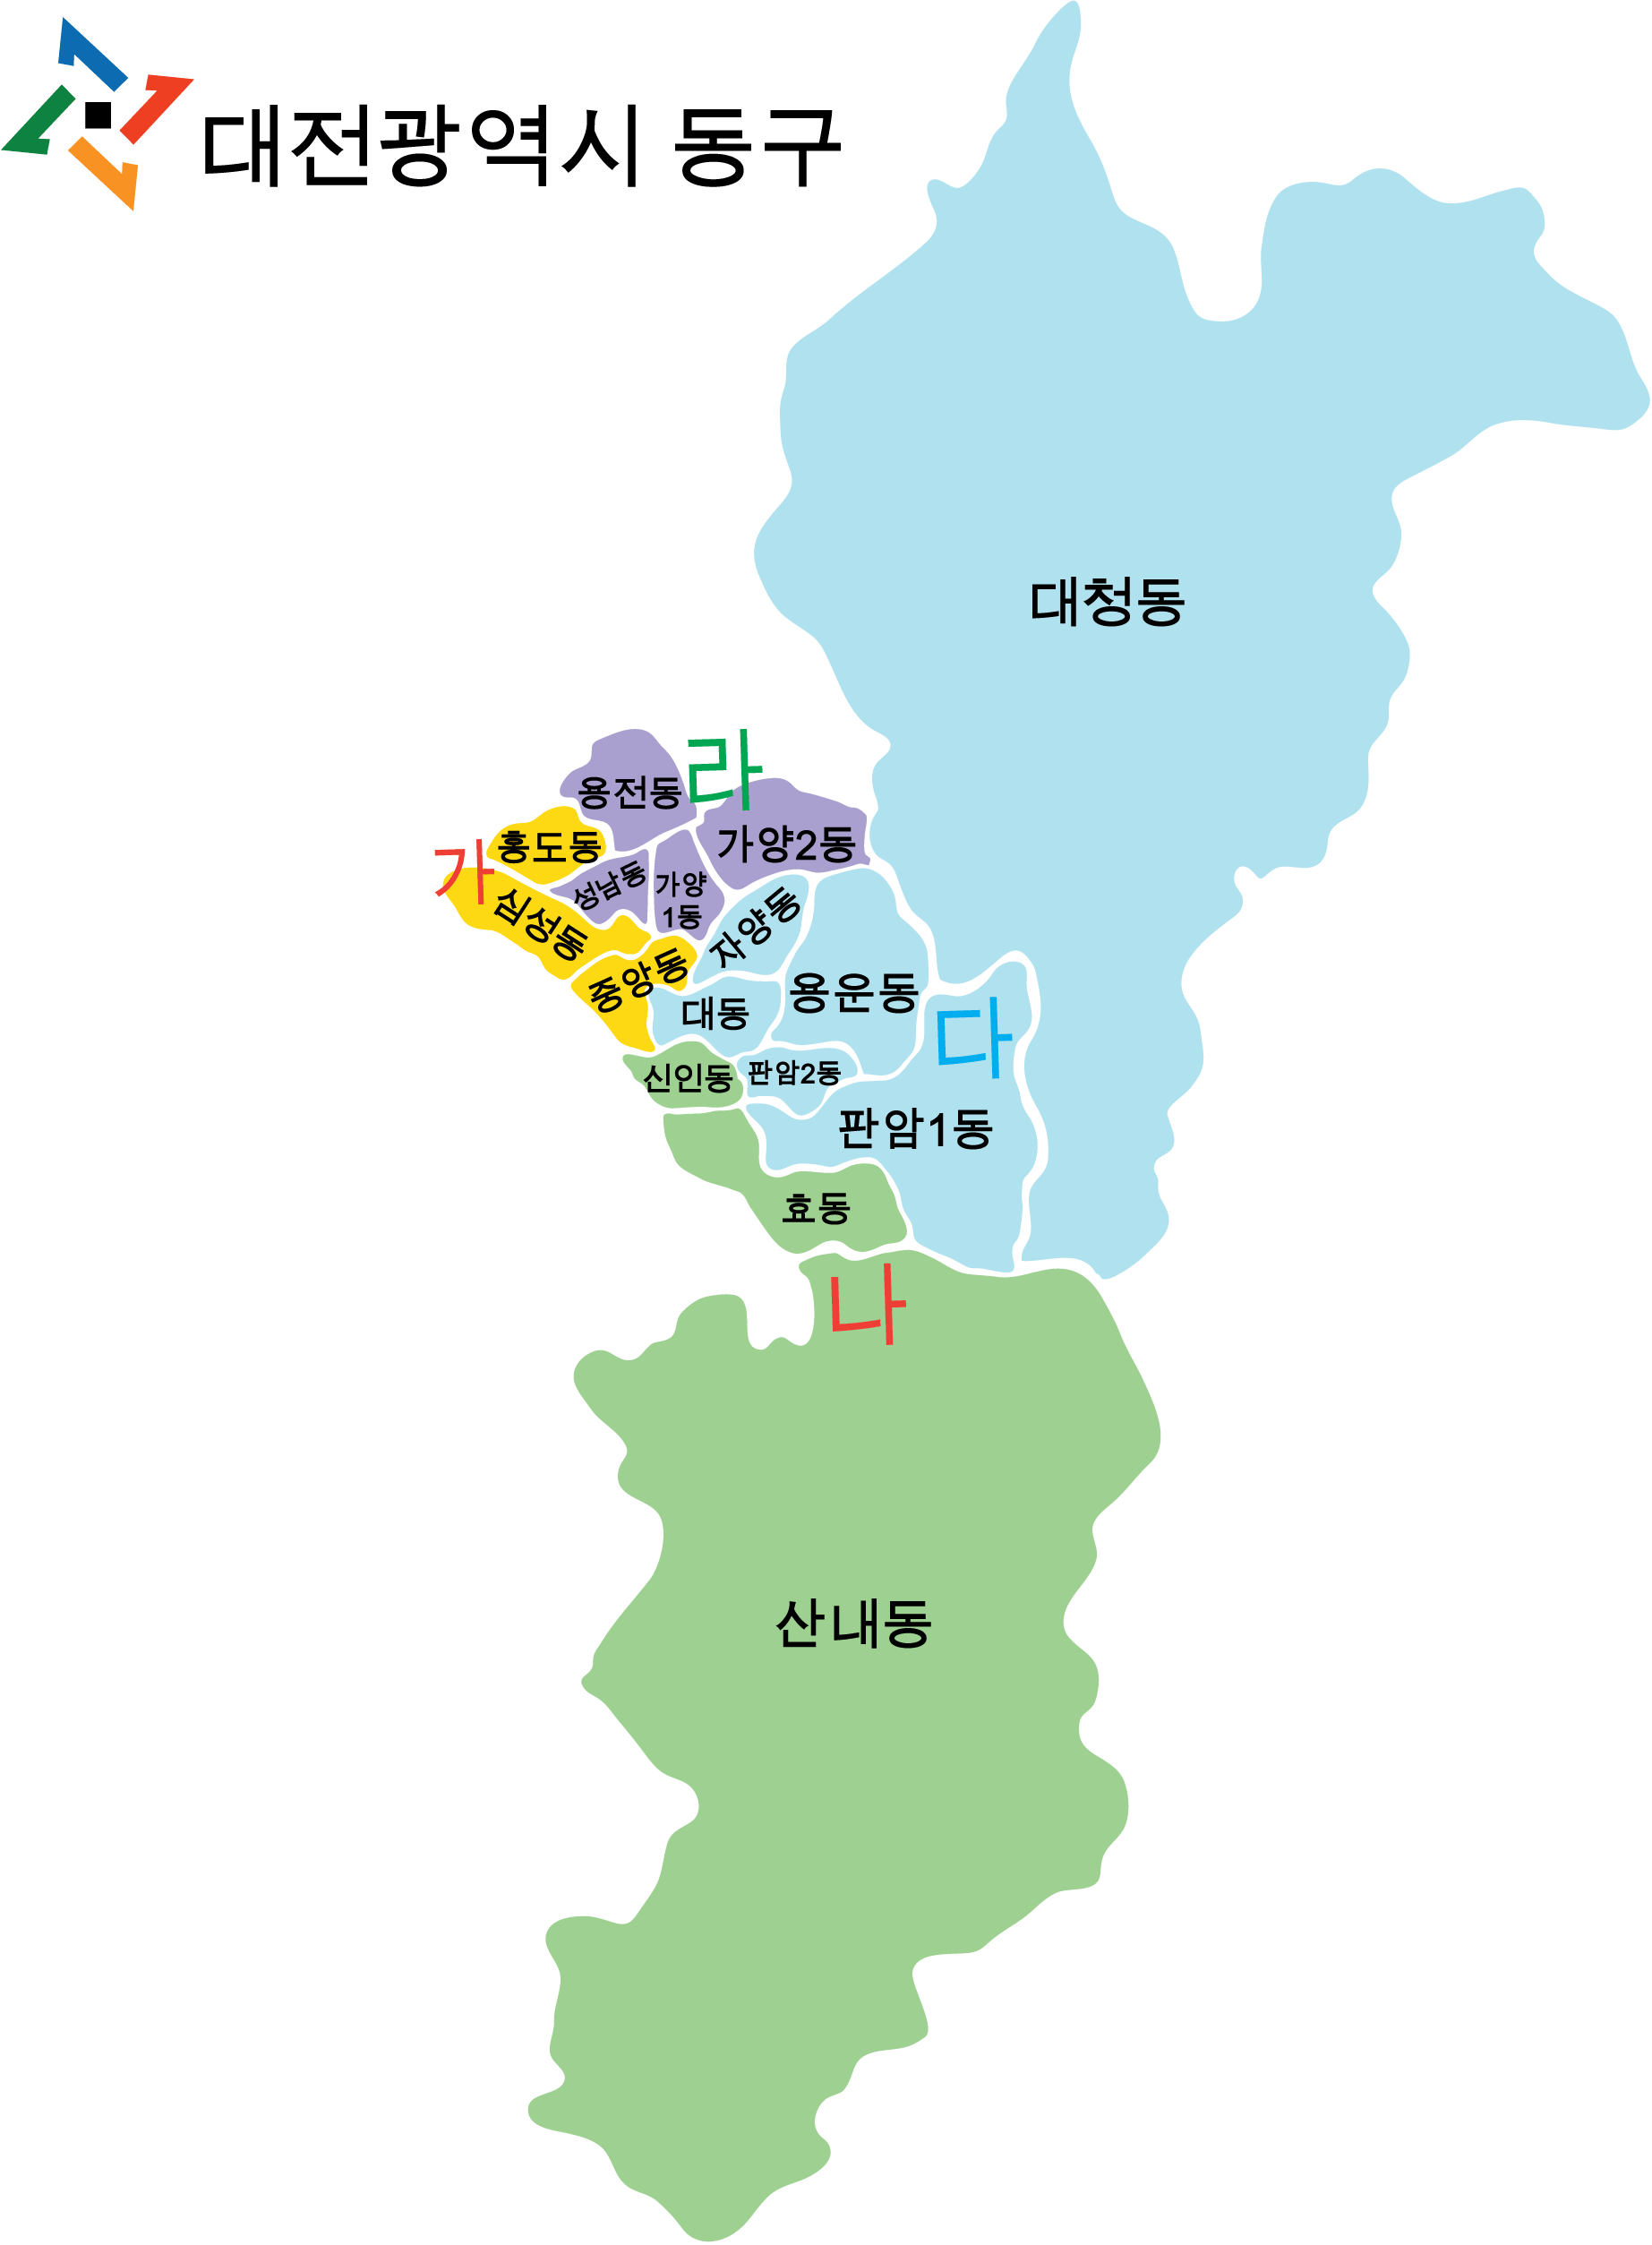 대전광역시 동구
대청동
라
용전동
가양2동
가
홍도동
성남동
가양
1동
삼성동
자양동
중앙동
용운동
대동
다
신인동
판암2동
판암1동
효동
나
산내동